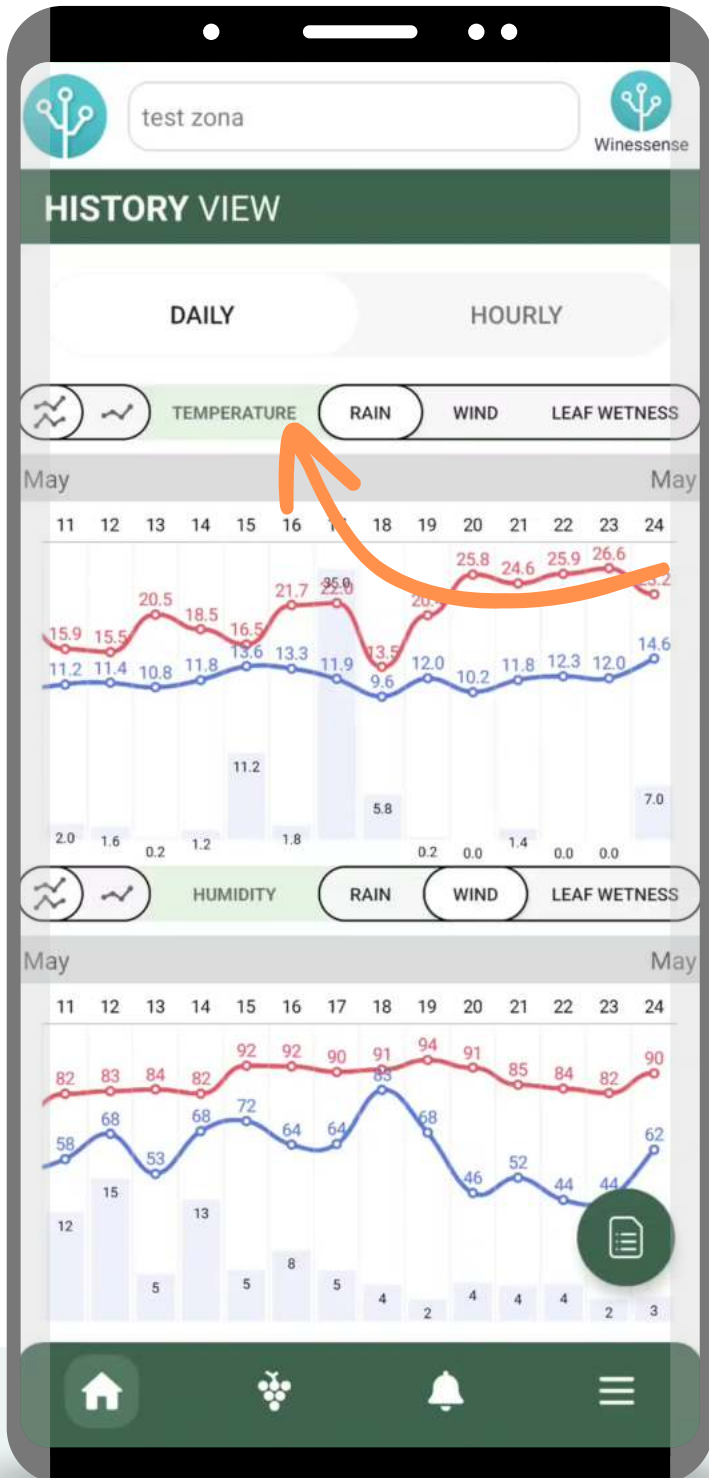 test zona
Winessense
HISTORY VIEW
DAILY HOURLY
TEMPERATURE RAIN WIND LEAF WETNESS
May May
11 12 13 14 15 16 18 19 20 21 22 23 24
25.8 24.6 25.9 26.6
20.5 18.5 16.5 21.7 22.0 35.0
15.9 15.5 13.5
11.2 11.4 10.8 11.8 13.6 13.3 11.9 9.6 12.0 10.2 11.8 12.3 12.0 14.6
11.2 5.8 7.0
2.0 1.6 0.2 1.2 1.8 0.2 0.0 1.4 0.0 0.0
HUMIDITY RAIN WIND LEAF WETNESS
May May
11 12 13 14 15 16 17 18 19 20 21 22 23 24
82 83 84 82 92 92 90 91 94 91 85 84 82 90
58 68 53 68 72 64 64 83 68 46 52 44 44 62
12 15 5 13 5 8 5 4 2 4 4 4 2 3